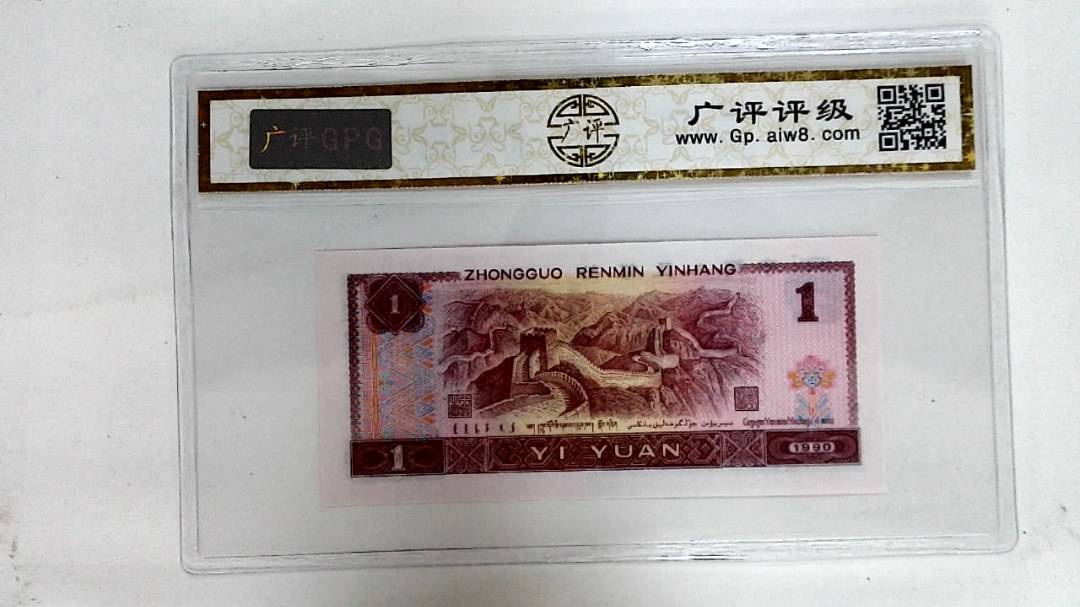 广评GPG
广评
广评评级
www. Gp. aiw8. com
ZHONGGUO RENMIN YINHANG
1
1
1
YI YUAN
1990